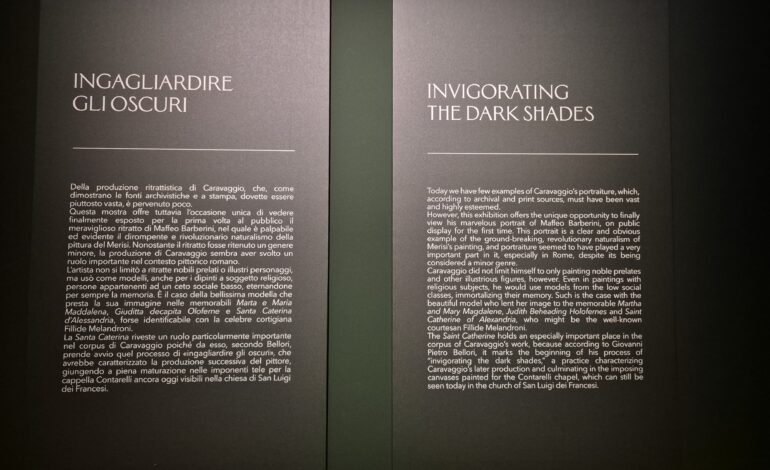 INGAGLIARDIRE
GLI OSCURI
Della produzione ritrattistica di Caravaggio, che, come
dimostrano le fonti archivistiche e a stampa, dovette essere
piuttosto vasta, è pervenuto poco.
Questa mostra offre tuttavia l'occasione unica di vedere
finalmente esposto per la prima volta al pubblico il
meraviglioso ritratto di Maffeo Barberini, nel quale è palpabile
ed evidente il dirompente e rivoluzionario naturalismo della
pittura del Merisi. Nonostante il ritratto fosse ritenuto un genere
minore, la produzione di Caravaggio sembra aver svolto un
ruolo importante nel contesto pittorico romano.
L'artista non si limitò a ritratte nobili prelati o illustri personaggi,
ma usò come modelli, anche per i dipinti a soggetto religioso,
persone appartenenti ad un ceto sociale basso, eternandone
per sempre la memoria. È il caso della bellissima modella che
presta la sua immagine nelle memorabili Marta e Maria
Maddalena, Giuditta decapita Oloferne e Santa Caterina
d'Alessandria, forse identificabile con la celebre cortigiana
Fillide Melandroni.
La Santa Caterina riveste un ruolo particolarmente importante
nel corpus di Caravaggio poiché da esso, secondo Bellori,
prende avvio quel processo di «ingagliardire gli oscuri», che
avrebbe caratterizzato la produzione successiva del pittore,
giungendo a piena maturazione nelle imponenti tele per la
cappella Contarelli ancora oggi visibili nella chiesa di San Luigi
dei Francesi.
INVIGORATING
THE DARK SHADES
Today we have few examples of Caravaggio's portraiture, which,
according to archival and print sources, must have been vast
and highly esteemed.
However, this exhibition offers the unique opportunity to finally
view his marvelous portrait of Maffeo Barberini, on public
display for the first time. This portrait is a clear and obvious
example of the ground-breaking, revolutionary naturalism of
Merisi's painting, and portraiture seemed to have played a very
important part in it, especially in Rome, despite its being
considered a minor genre.
Caravaggio did not limit himself to only painting noble prelates
and other illustrious figures, however. Even in paintings with
religious subjects, he would use models from the low social
classes, immortalizing their memory. Such is the case with the
beautiful model who lent her image to the memorable Martha
and Mary Magdalene, Judith Beheading Holofernes and Saint
Catherine of Alexandria, who might be the well-known
courtesan Fillide Melandroni.
The Saint Catherine holds an especially important place in the
corpus of Caravaggio's work, because according to Giovanni
Pietro Bellori, it marks the beginning of his process of
"invigorating the dark shades," a practice characterizing
Caravaggio's later production and culminating in the imposing
canvases painted for the Contarelli chapel, which can still be
seen today in the church of San Luigi dei Francesi.